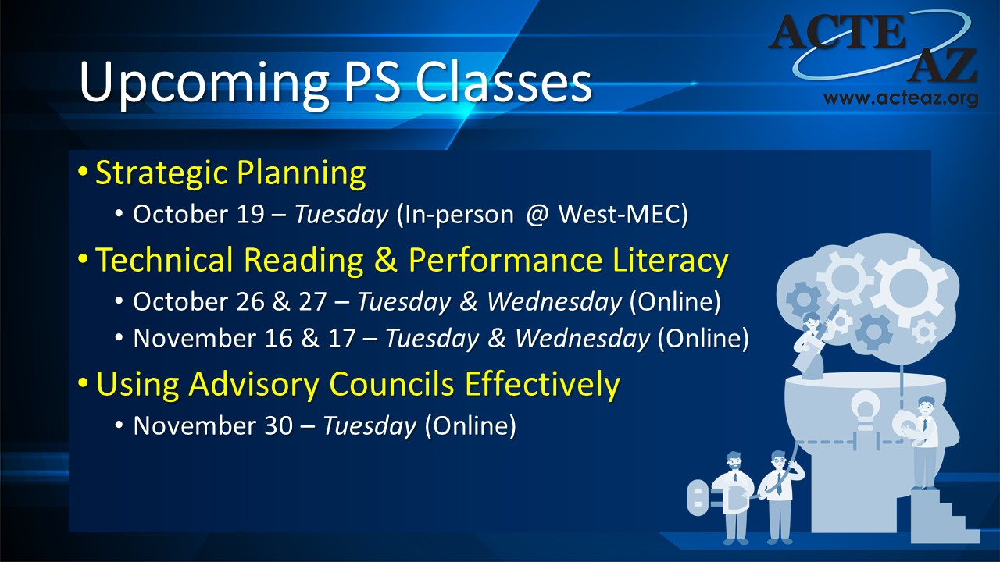 ACTE
AZ
www.acteaz.org
Upcoming PS Classes
• Strategic Planning
• October 19 – Tuesday (In-person @ West-MEC)
• Technical Reading & Performance Literacy
• October 26 & 27 – Tuesday & Wednesday (Online)
• November 16 & 17 – Tuesday & Wednesday (Online)
• Using Advisory Councils Effectively
• November 30 – Tuesday (Online)